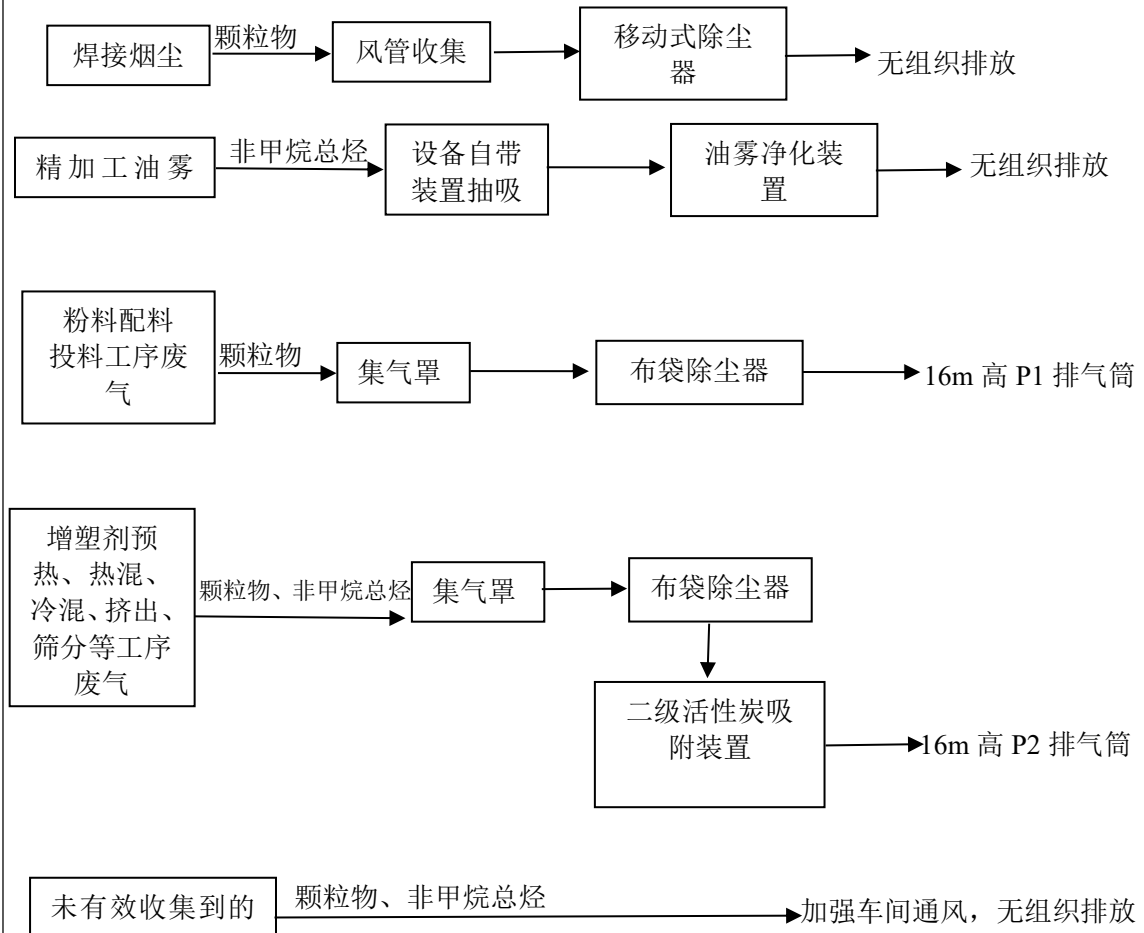 焊接烟尘
颗粒物
风管收集
移动式除尘
器
无组织排放
精加工油雾
非甲烷总烃
设备自带
装置抽吸
油雾净化装
置
无组织排放
粉料配料
投料工序废
气
颗粒物
集气罩
布袋除尘器
16m 高 P1 排气筒
增塑剂预
热、热混、
冷混、挤出、
筛分等工序
废气
颗粒物、非甲烷总烃
集气罩
布袋除尘器
二级活性炭吸
附装置
16m 高 P2 排气筒
未有效收集到的
颗粒物、非甲烷总烃
加强车间通风，无组织排放